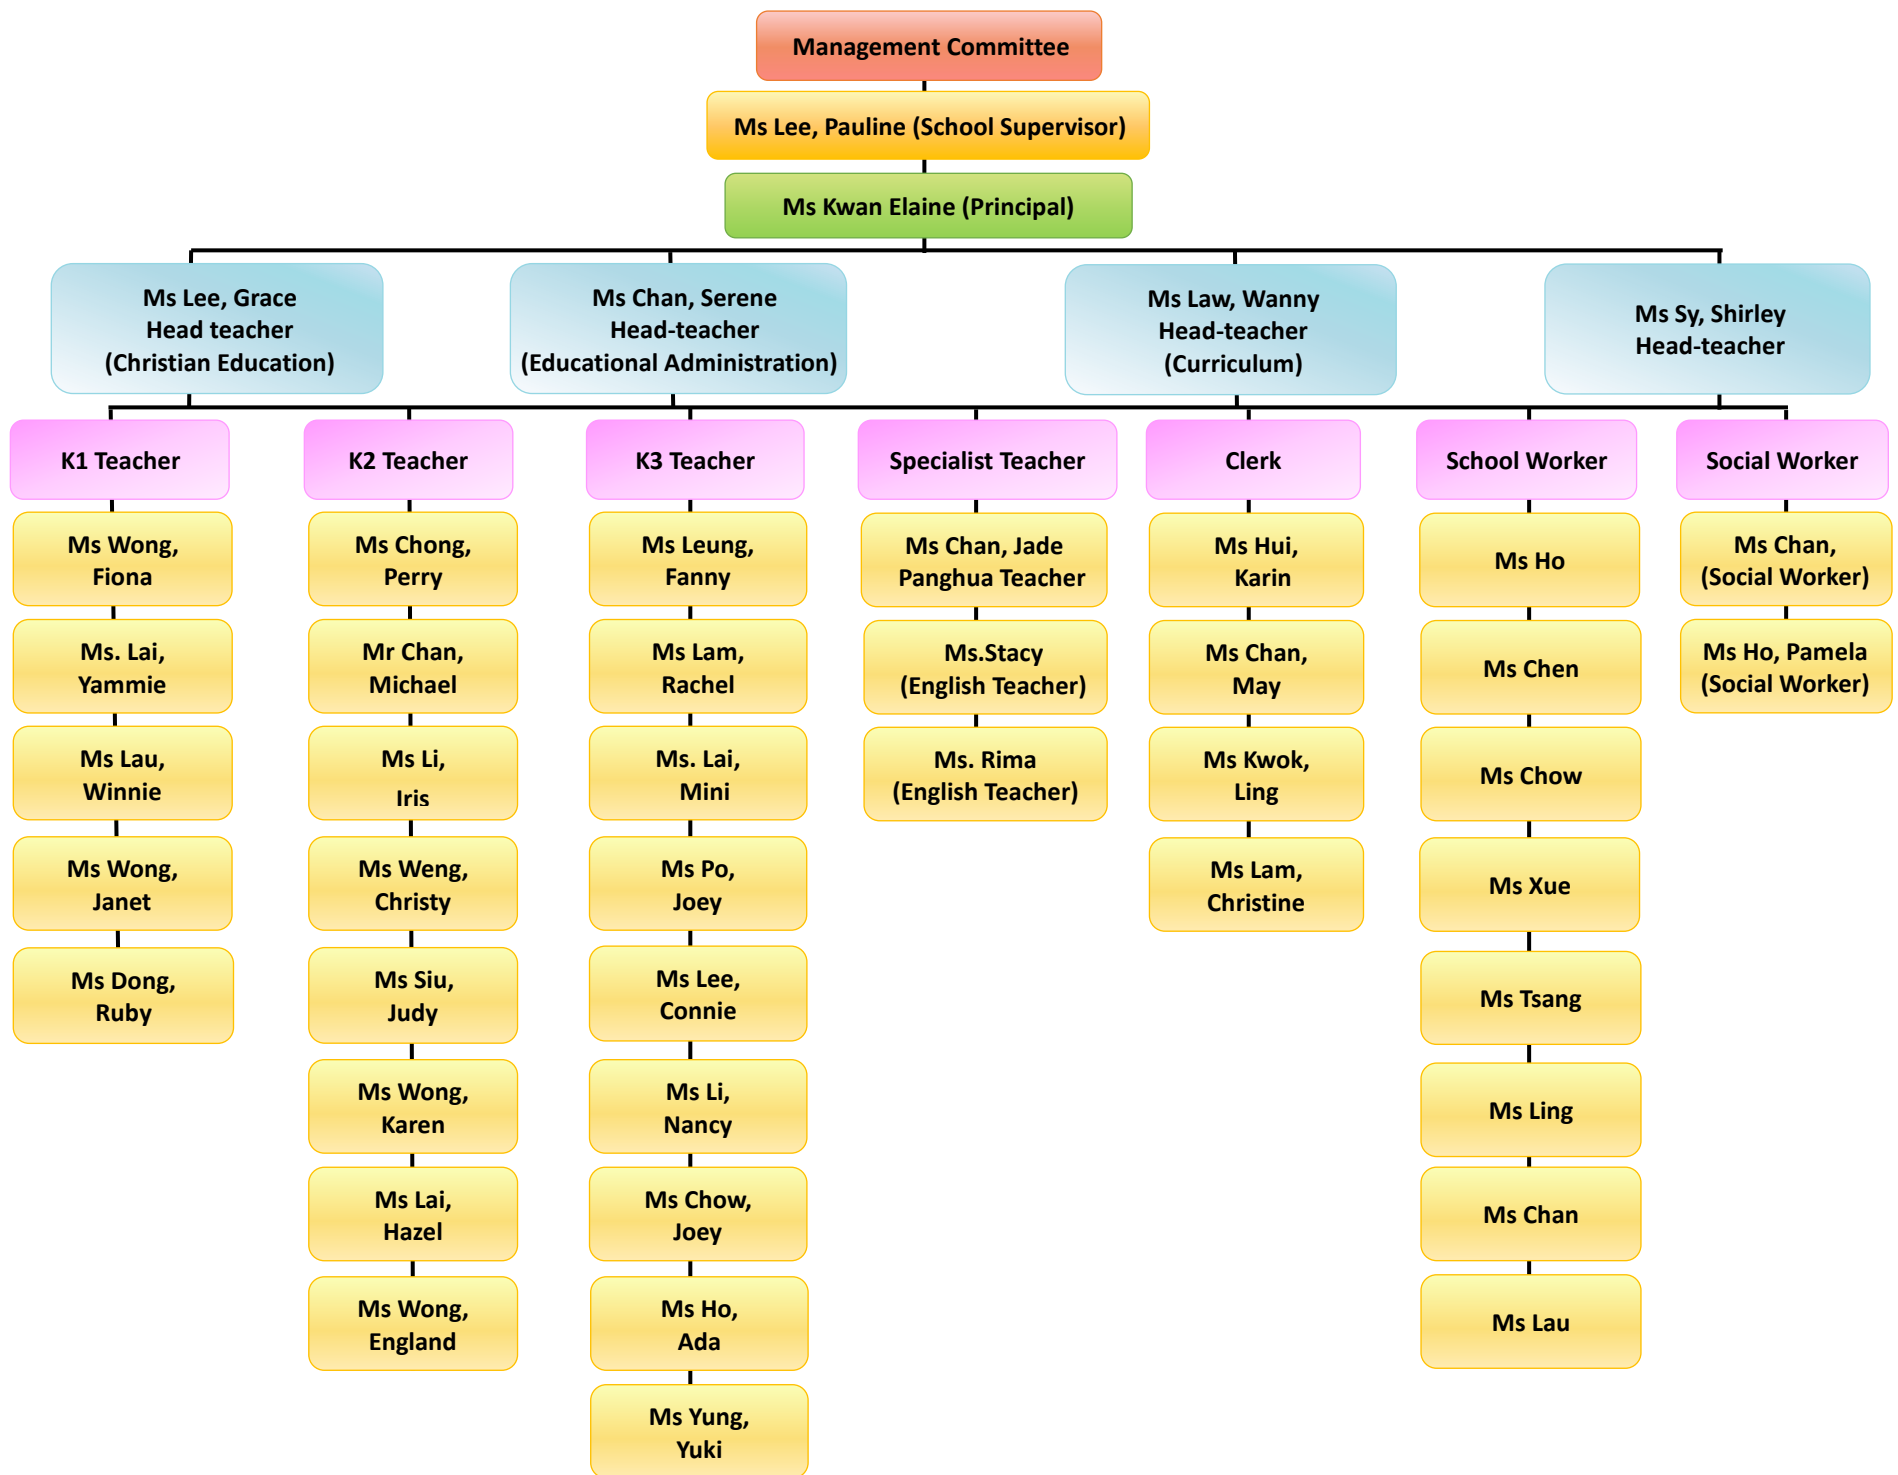 Management Committee
Ms Lee, Pauline (School Supervisor)
Ms Kwan Elaine (Principal)
Ms Lee, Grace
Head teacher
(Christian Education)
Ms Chan, Serene
Head-teacher
(Educational Administration)
Ms Law, Wanny
Head-teacher
(Curriculum)
Ms Sy, Shirley
Head-teacher
K1 Teacher
Ms Wong,
Fiona
Ms. Lai,
Yammie
Ms Lau,
Winnie
Ms Wong,
Janet
Ms Dong,
Ruby
K2 Teacher
Ms Chong,
Perry
Mr Chan,
Michael
Ms Li,
Iris
Ms Weng,
Christy
Ms Siu,
Judy
Ms Wong,
Karen
Ms Lai,
Hazel
Ms Wong,
England
K3 Teacher
Ms Leung,
Fanny
Ms Lam,
Rachel
Ms. Lai,
Mini
Ms Po,
Joey
Ms Lee,
Connie
Ms Li,
Nancy
Ms Chow,
Joey
Ms Ho,
Ada
Ms Yung,
Yuki
Specialist Teacher
Ms Chan, Jade
Panghua Teacher
Ms.Stacy
(English Teacher)
Ms. Rima
(English Teacher)
Clerk
Ms Hui,
Karin
Ms Chan,
May
Ms Kwok,
Ling
Ms Lam,
Christine
School Worker
Ms Ho
Ms Chen
Ms Chow
Ms Xue
Ms Tsang
Ms Ling
Ms Chan
Ms Lau
Social Worker
Ms Chan,
(Social Worker)
Ms Ho, Pamela
(Social Worker)